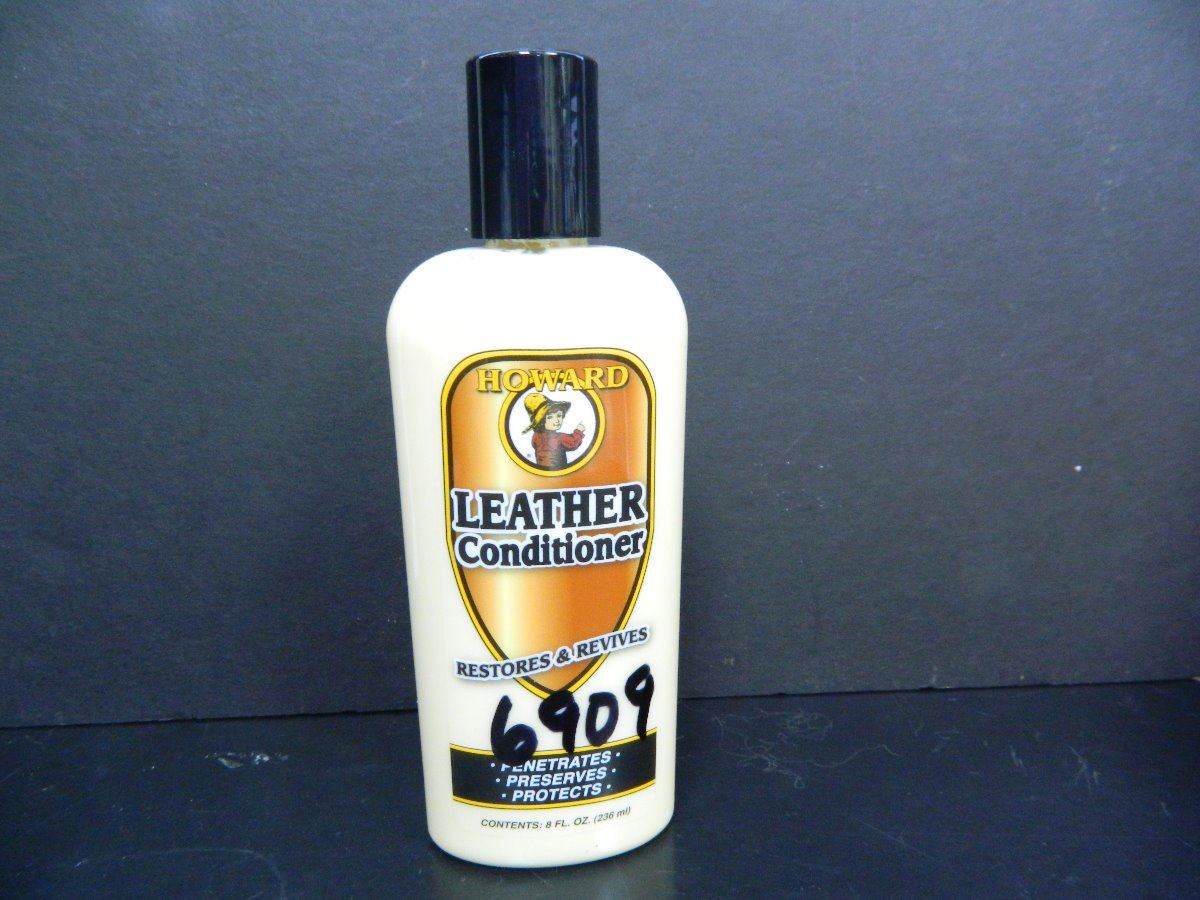 HOWARD
®
LEATHER
Conditioner
RESTORES & REVIVES
6909
· PENETRATES ·
· PRESERVES ·
· PROTECTS ·
CONTENTS: 8 FL. OZ. (236 ml)